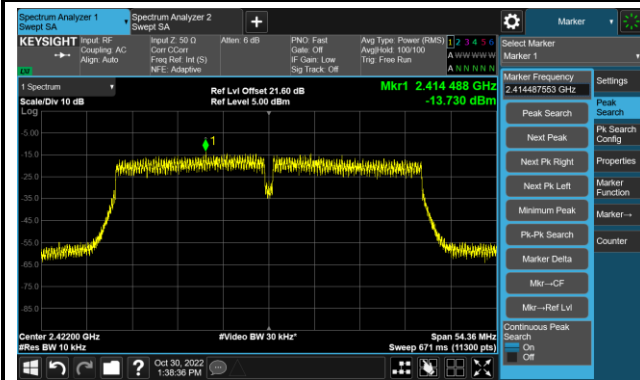 Spectrum Analyzer 1
Swept SA
Spectrum Analyzer 2
Swept SA
+
Marker
KEYSIGHT
Input: RF
Coupling: AC
Align: Auto
Input Z: 50 Ω
Corr CCorr
Freq Ref: Int (S)
NFE: Adaptive
Atten: 6 dB
PNO: Fast
Gate: Off
IF Gain: Low
Sig Track: Off
Avg Type: Power (RMS)
Avg|Hold: 100/100
Trig: Free Run
1 2 3 4 5 6
A W W W W W
A N N N N N
LXI
Select Marker
Marker 1
1 Spectrum
Scale/Div 10 dB
Log
Ref Lvl Offset 21.60 dB
Ref Level 5.00 dBm
Mkr1 2.414 488 GHz
-13.730 dBm
1
-5.00
-15.0
-25.0
-35.0
-45.0
-55.0
-65.0
-75.0
-85.0
Center 2.42200 GHz
#Res BW 10 kHz
#Video BW 30 kHz*
Span 54.36 MHz
Sweep 671 ms (11300 pts)
Marker Frequency
2.414487553 GHz
Peak Search
Next Peak
Next Pk Right
Next Pk Left
Minimum Peak
Pk-Pk Search
Marker Delta
Mkr→CF
Mkr→Ref Lvl
Continuous Peak
Search
On
Off
Settings
Peak
Search
Pk Search
Config
Properties
Marker
Function
Marker→
Counter
?
Oct 30, 2022
1:38:36 PM